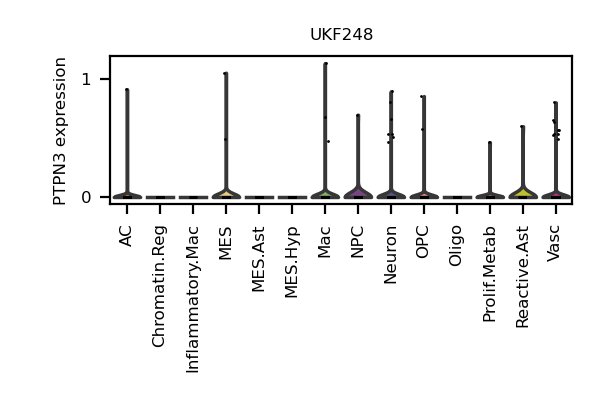 UKF248
PTPN3 expression
1
0
AC
Chromatin.Reg
Inflammatory.Mac
MES
MES.Ast
MES.Hyp
Mac
NPC
Neuron
OPC
Oligo
Prolif.Metab
Reactive.Ast
Vasc